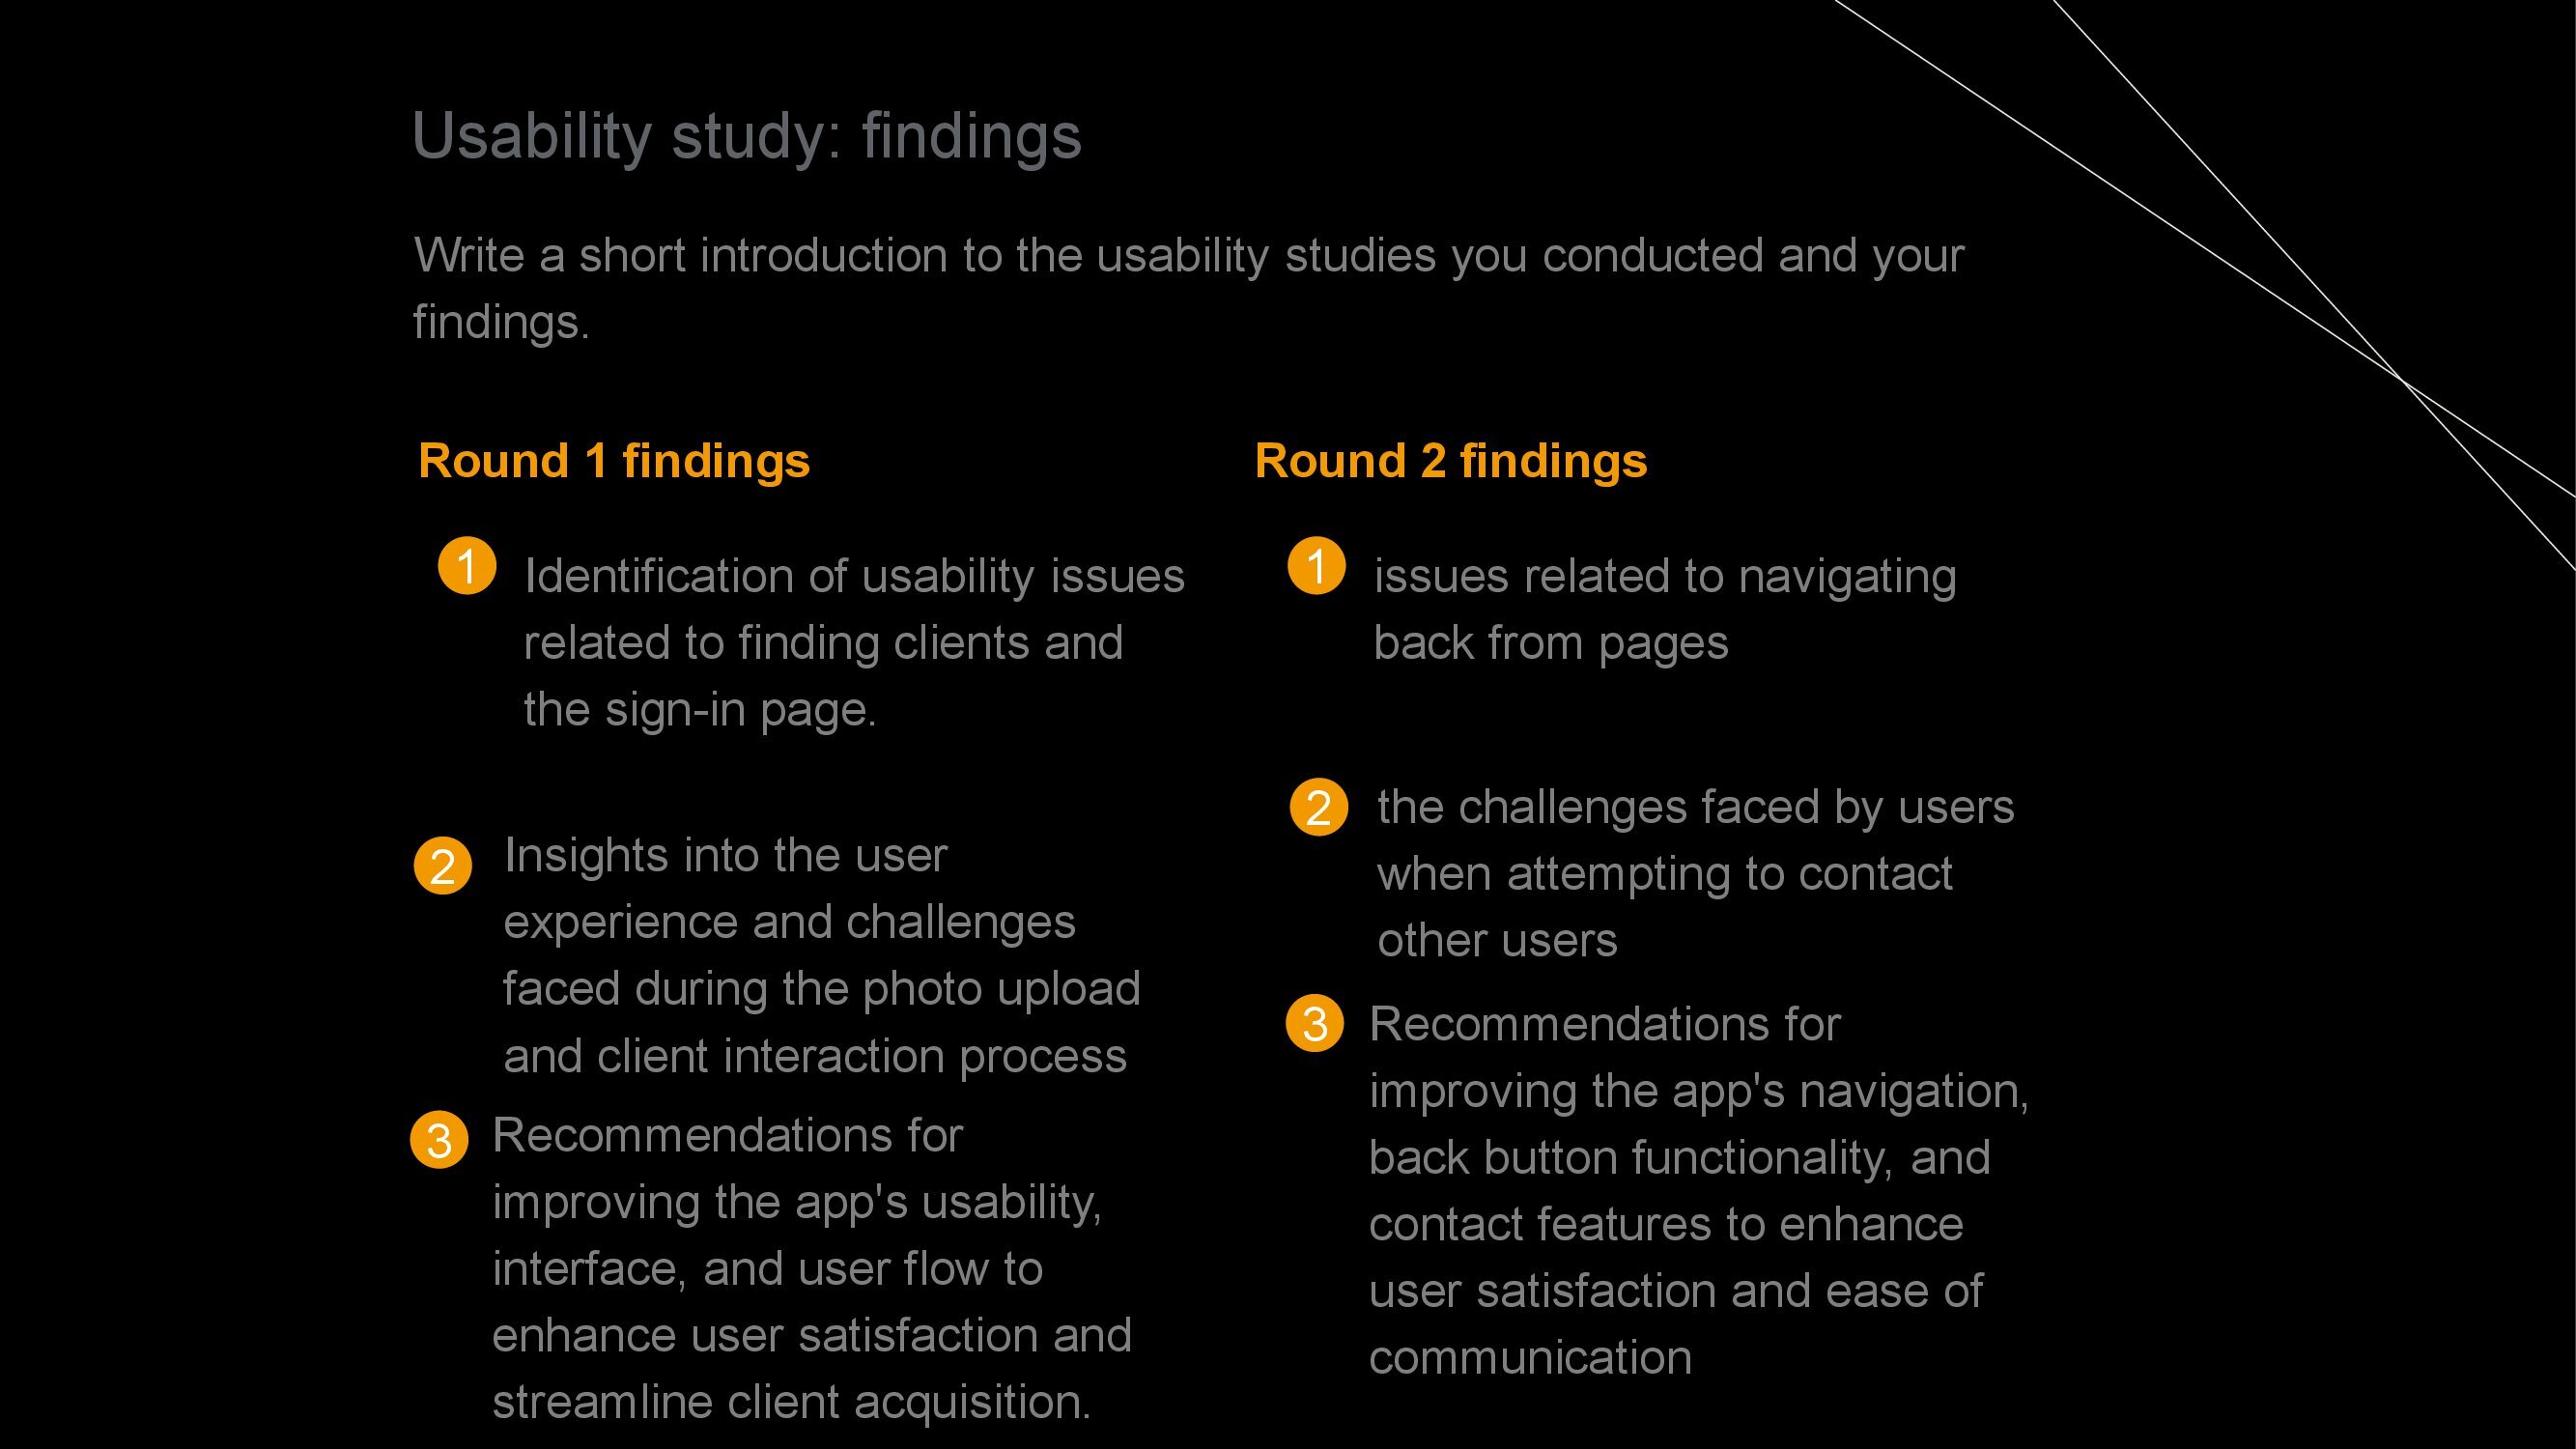 Usability study: findings
Write a short introduction to the usability studies you conducted and your
findings.
Round 1 findings
1
Identification of usability issues
related to finding clients and
the sign-in page.
2
Insights into the user
experience and challenges
faced during the photo upload
and client interaction process
3
Recommendations for
improving the app's usability,
interface, and user flow to
enhance user satisfaction and
streamline client acquisition.
Round 2 findings
1
issues related to navigating
back from pages
2
the challenges faced by users
when attempting to contact
other users
3
Recommendations for
improving the app's navigation,
back button functionality, and
contact features to enhance
user satisfaction and ease of
communication